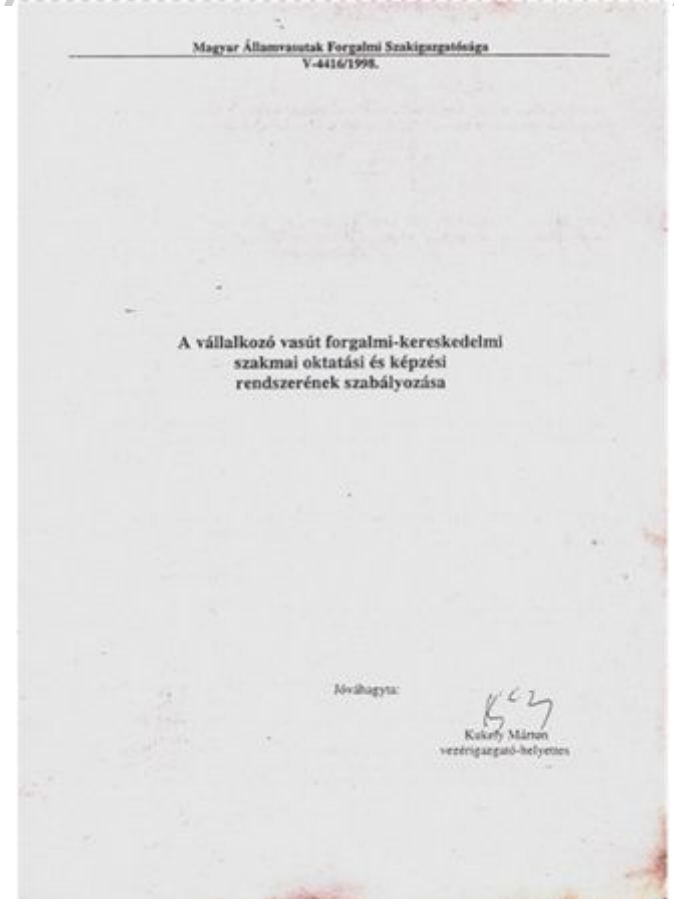 Magyar Államvasutak Forgalmi Szakigazgatósága
V-4416/1998.
A vállalkozó vasút forgalmi-kereskedelmi
szakmai oktatási és képzési
rendszerének szabályozása
Jóváhagyta:
Kukely Márton
vezérigazgató-helyettes